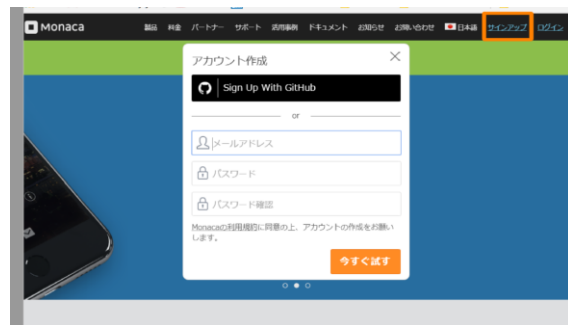 Monaca
製品 料金 パートナー サポート 活用事例 ドキュメント お知らせ お問い合わせ 日本語 サインアップ ログイン
アカウント作成
Sign Up With GitHub
or
メールアドレス
パスワード
パスワード確認
Monacaの利用規約に同意の上、アカウントの作成をお願い
します。
今すぐ試す